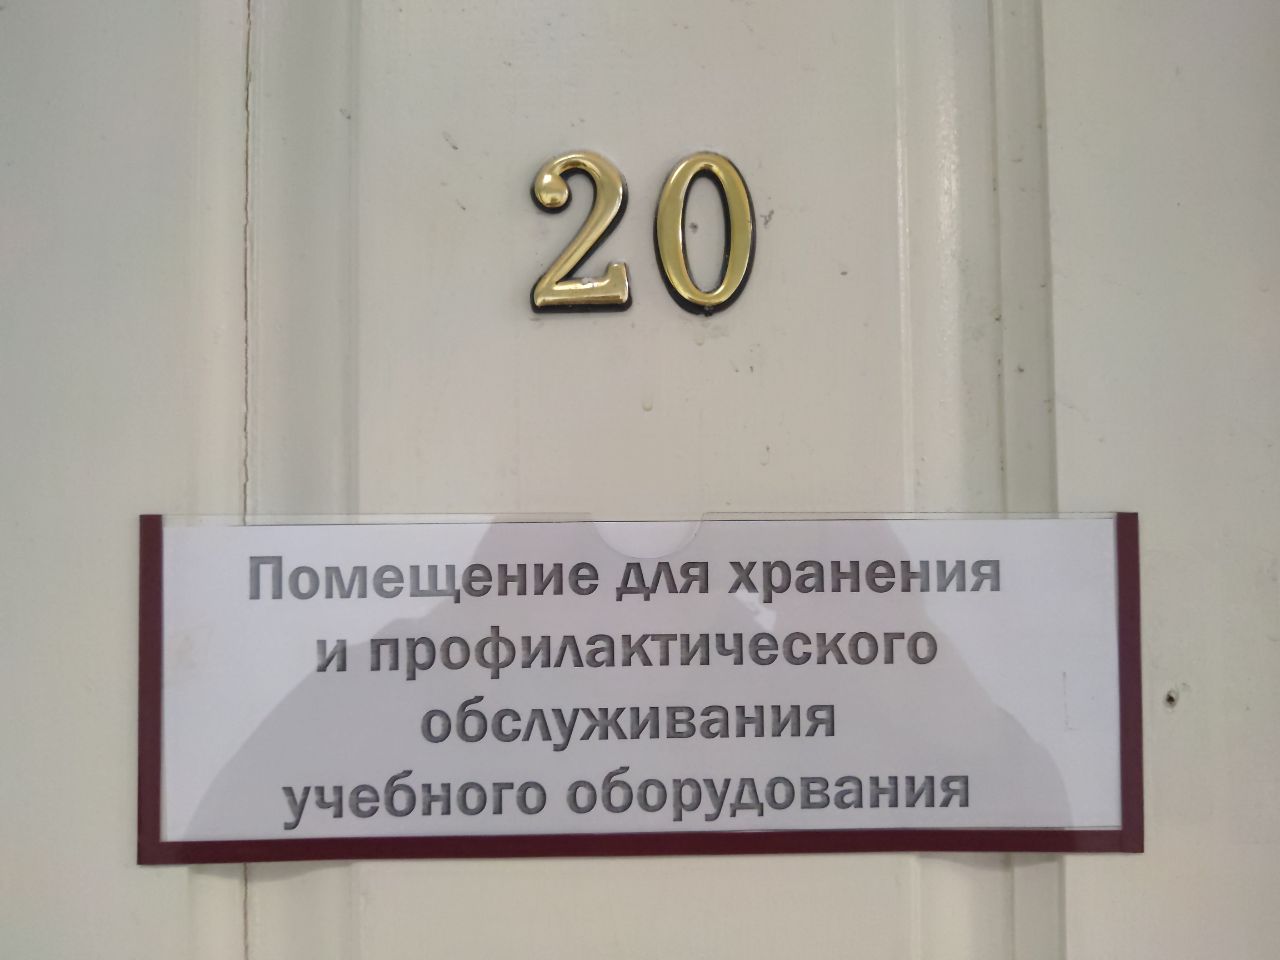 20
Помещение для хранения
и профилактического
обслуживания
учебного оборудования